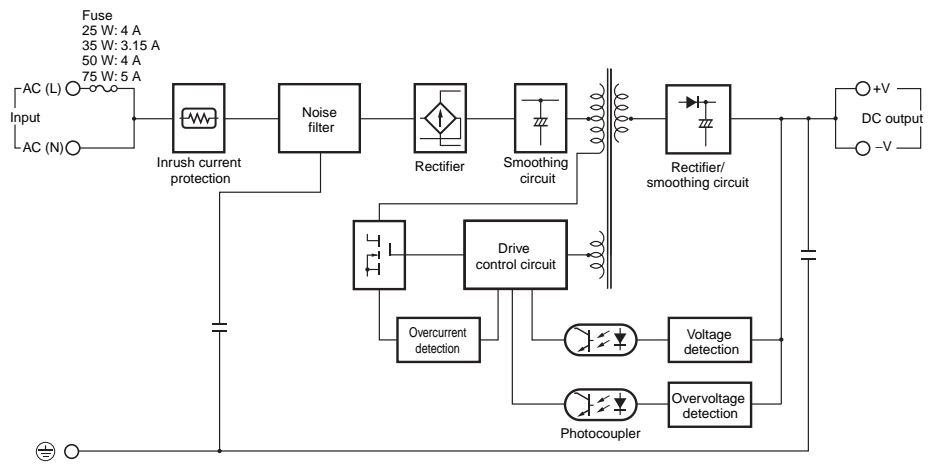 Fuse
25 W: 4 A
35 W: 3.15 A
50 W: 4 A
75 W: 5 A
AC (L)
Input
AC (N)
Inrush current
protection
Noise
filter
Rectifier
Smoothing
circuit
Rectifier/
smoothing circuit
+V
DC output
–V
Drive
control circuit
Overcurrent
detection
Voltage
detection
Overvoltage
detection
Photocoupler